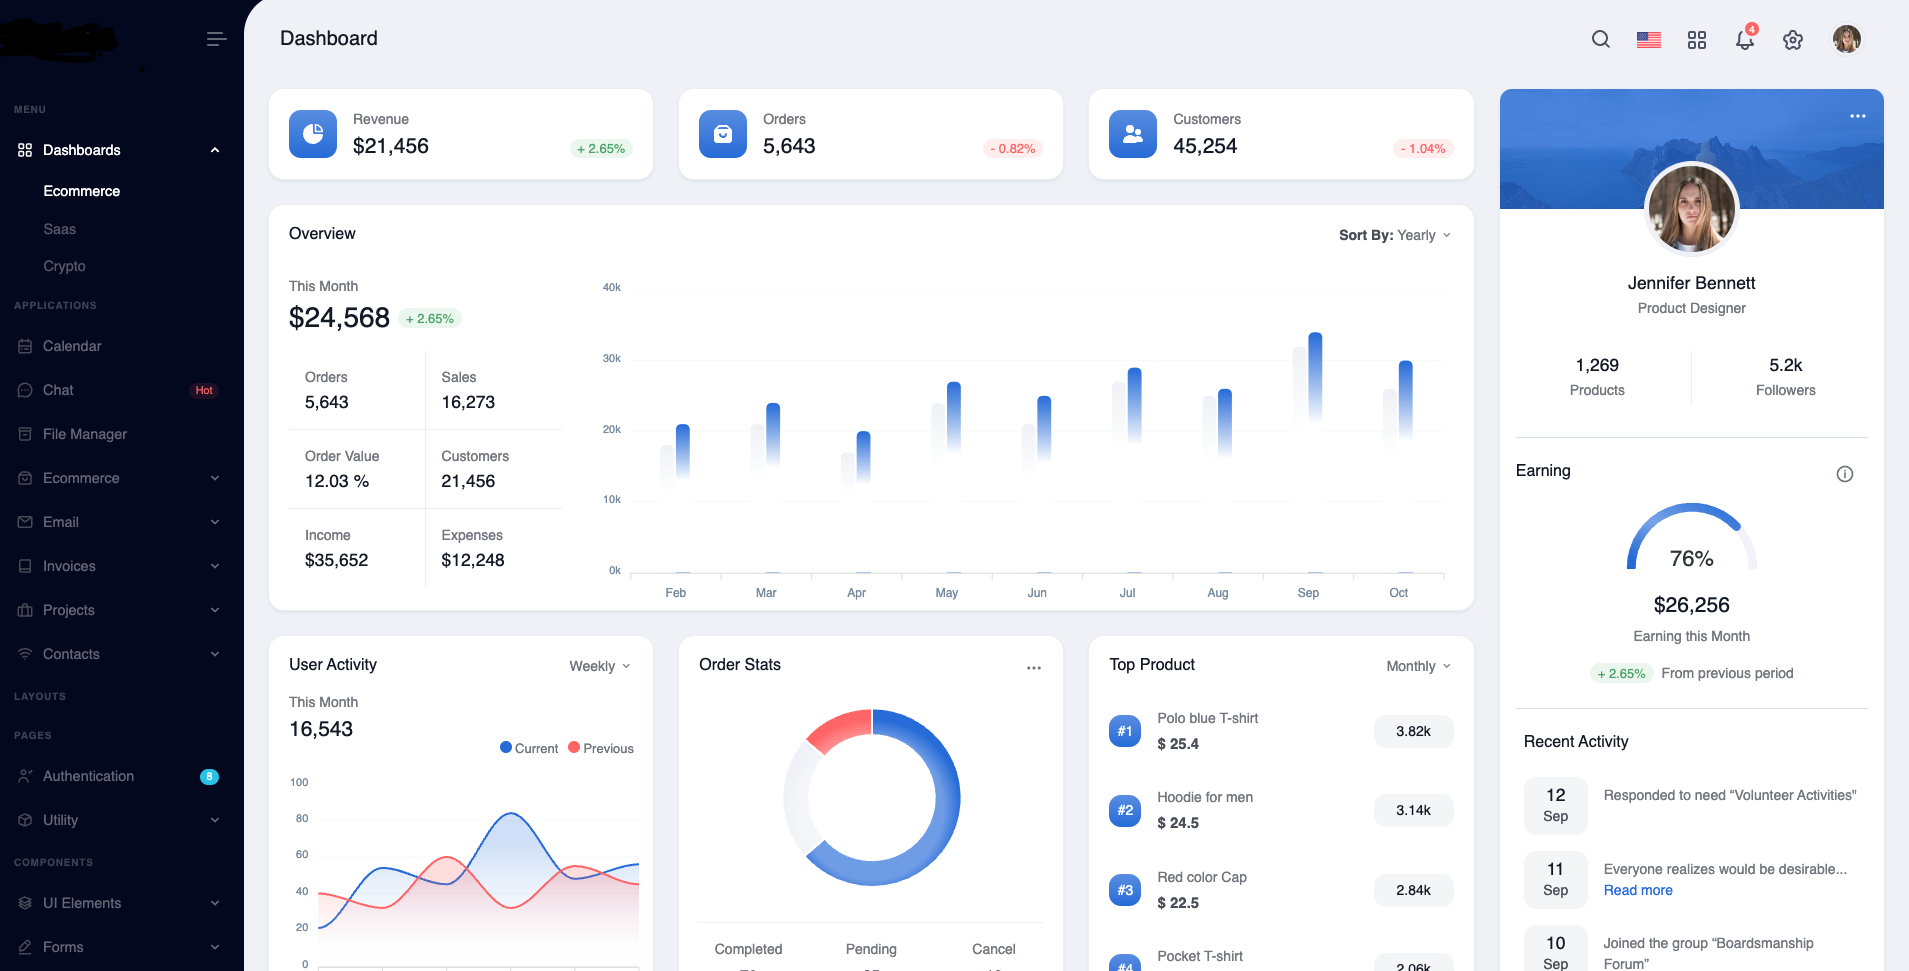 Dashboard
4
MENU
Dashboards
Ecommerce
Saas
Crypto
APPLICATIONS
Calendar
Chat
Hot
File Manager
Ecommerce
Email
Invoices
Projects
Contacts
LAYOUTS
PAGES
Authentication
8
Utility
COMPONENTS
UI Elements
Forms
Revenue
$21,456
+ 2.65%
Orders
5,643
- 0.82%
Customers
45,254
- 1.04%
Overview
Sort By: Yearly
This Month
$24,568
+ 2.65%
Orders
5,643
Sales
16,273
Order Value
12.03 %
Customers
21,456
Income
$35,652
Expenses
$12,248
40k
30k
20k
10k
0k
Feb
Mar
Apr
May
Jun
Jul
Aug
Sep
Oct
User Activity
Weekly
This Month
16,543
Current
Previous
100
80
60
40
20
0
Order Stats
Completed
Pending
Cancel
Top Product
Monthly
#1
Polo blue T-shirt
$ 25.4
3.82k
#2
Hoodie for men
$ 24.5
3.14k
#3
Red color Cap
$ 22.5
2.84k
#4
Pocket T-shirt
2.06k
Jennifer Bennett
Product Designer
1,269
Products
5.2k
Followers
Earning
76%
$26,256
Earning this Month
+ 2.65%
From previous period
Recent Activity
12
Sep
Responded to need “Volunteer Activities"
11
Sep
Everyone realizes would be desirable...
Read more
10
Sep
Joined the group “Boardsmanship
Forum”